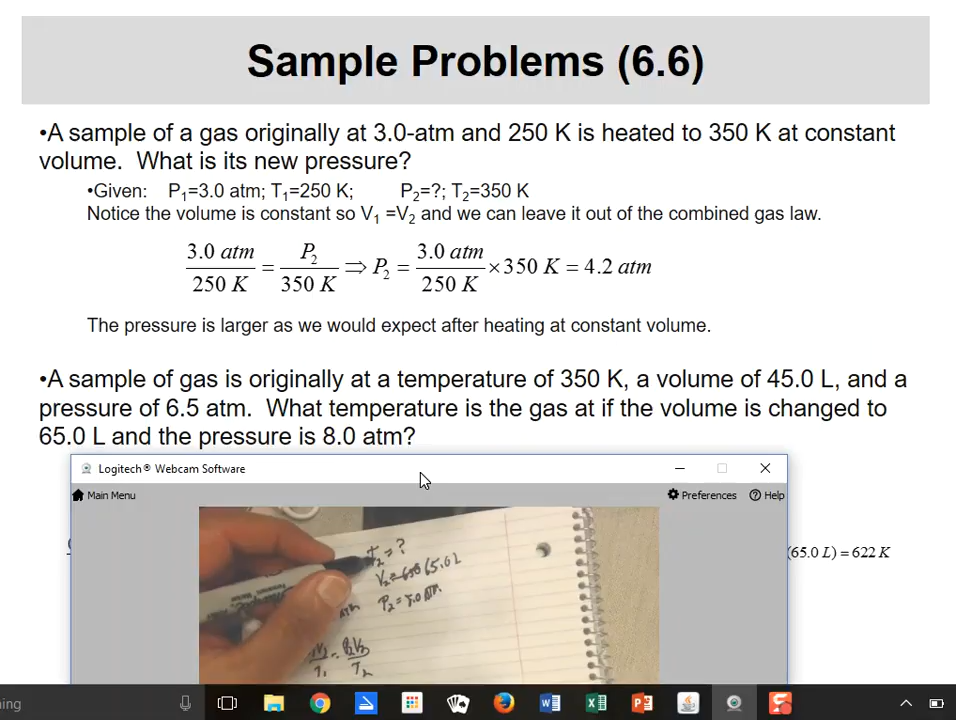 Sample Problems (6.6)
•A sample of a gas originally at 3.0-atm and 250 K is heated to 350 K at constant
volume. What is its new pressure?
•Given: P₁=3.0 atm; T₁=250 K; P₂=?; T₂=350 K
Notice the volume is constant so V₁ =V₂ and we can leave it out of the combined gas law.
3.0 atm / 250 K = P₂ / 350 K ⇒ P₂ = 3.0 atm / 250 K × 350 K = 4.2 atm
The pressure is larger as we would expect after heating at constant volume.
•A sample of gas is originally at a temperature of 350 K, a volume of 45.0 L, and a
pressure of 6.5 atm. What temperature is the gas at if the volume is changed to
65.0 L and the pressure is 8.0 atm?
Logitech® Webcam Software
Main Menu Preferences Help
T₂ = ?
V₂ = 65.0 L
P₂ = 8.0 ATM
ATM
P₂V₂ / T₂
T₁
(65.0 L) = 622 K